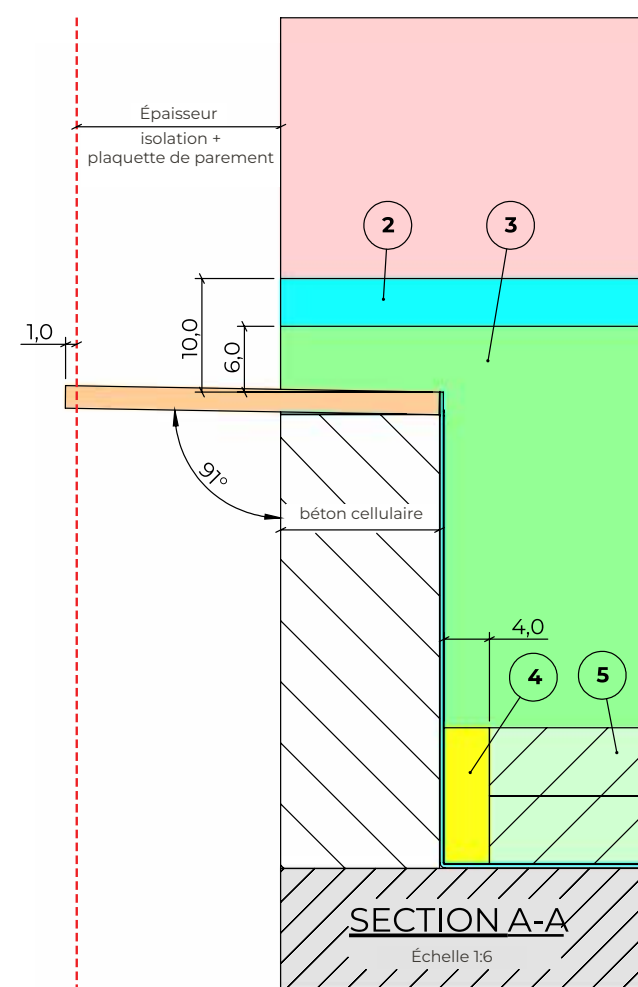 Épaisseur
isolation +
plaquette de parement
2
3
1,0
10,0
6,0
91°
béton cellulaire
4,0
4
5
SECTION A-A
Échelle 1:6